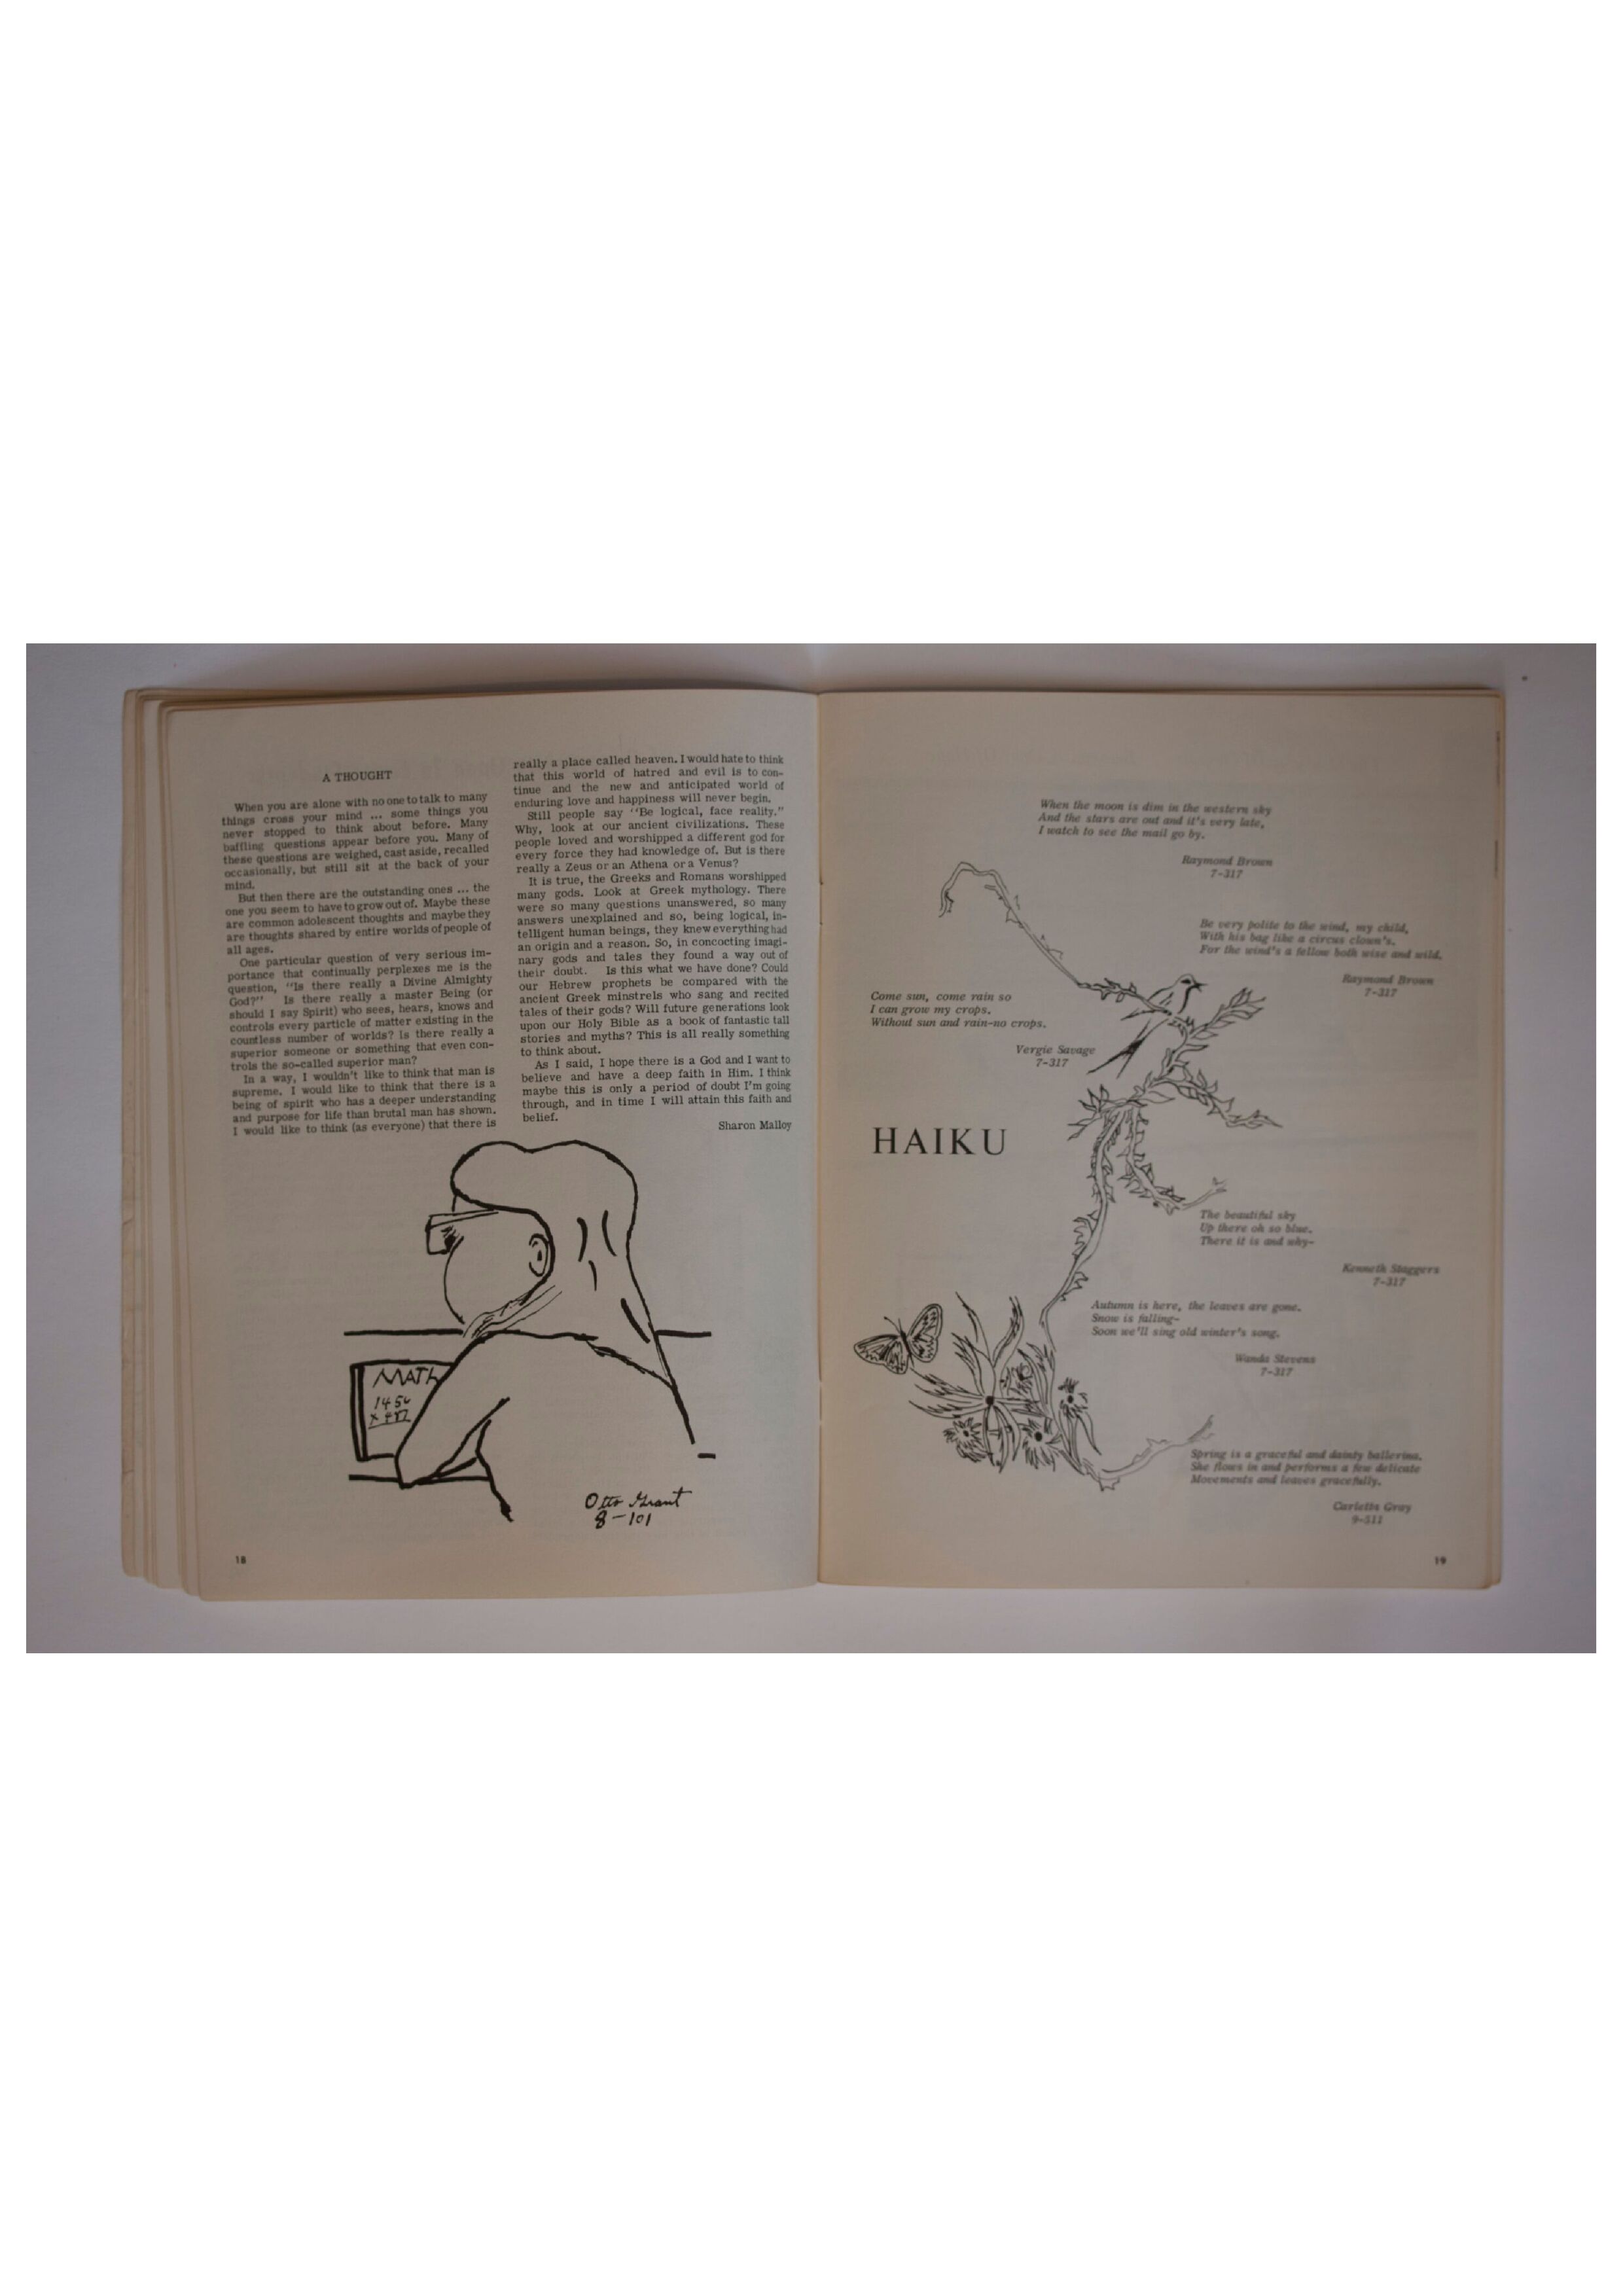 A THOUGHT
When you are alone with no one to talk to many
things cross your mind ... some things you
never stopped to think about before. Many
baffling questions appear before you. Many of
these questions are weighed, cast aside, recalled
occasionally, but still sit at the back of your
mind.
But then there are the outstanding ones ... the
one you seem to have to grow out of. Maybe these
are common adolescent thoughts and maybe they
are thoughts shared by entire worlds of people of
all ages.
One particular question of very serious im-
portance that continually perplexes me is the
question, "Is there really a Divine Almighty
God?" Is there really a master Being (or
should I say Spirit) who sees, hears, knows and
controls every particle of matter existing in the
countless number of worlds? Is there really a
superior someone or something that even con-
trols the so-called superior man?
In a way, I wouldn't like to think that man is
supreme. I would like to think that there is a
being of spirit who has a deeper understanding
and purpose for life than brutal man has shown.
I would like to think (as everyone) that there is
really a place called heaven. I would hate to think
that this world of hatred and evil is to con-
tinue and the new and anticipated world of
enduring love and happiness will never begin.
Still people say "Be logical, face reality."
Why, look at our ancient civilizations. These
people loved and worshipped a different god for
every force they had knowledge of. But is there
really a Zeus or an Athena or a Venus?
It is true, the Greeks and Romans worshipped
many gods. Look at Greek mythology. There
were so many questions unanswered, so many
answers unexplained and so, being logical, in-
telligent human beings, they knew everything had
an origin and a reason. So, in concocting imagi-
nary gods and tales they found a way out of
their doubt. Is this what we have done? Could
our Hebrew prophets be compared with the
ancient Greek minstrels who sang and recited
tales of their gods? Will future generations look
upon our Holy Bible as a book of fantastic tall
stories and myths? This is all really something
to think about.
As I said, I hope there is a God and I want to
believe and have a deep faith in Him. I think
maybe this is only a period of doubt I'm going
through, and in time I will attain this faith and
belief.
Sharon Malloy
MATH
145
x
Otto Grant
8-101
18
When the moon is dim in the western sky
And the stars are out and it's very late,
I watch to see the mail go by.
Raymond Brown
7-317
Be very polite to the wind, my child,
With his bag like a circus clown's.
For the wind's a fellow both wise and wild.
Raymond Brown
7-317
Come sun, come rain so
I can grow my crops.
Without sun and rain-no crops.
Vergie Savage
7-317
HAIKU
The beautiful sky
Up there oh so blue.
There it is and why-
Kenneth Staggers
7-317
Autumn is here, the leaves are gone.
Snow is falling-
Soon we'll sing old winter's song.
Wanda Stevens
7-317
Spring is a graceful and dainty ballerina.
She flows in and performs a few delicate
Movements and leaves gracefully.
Carletta Gray
9-311
19